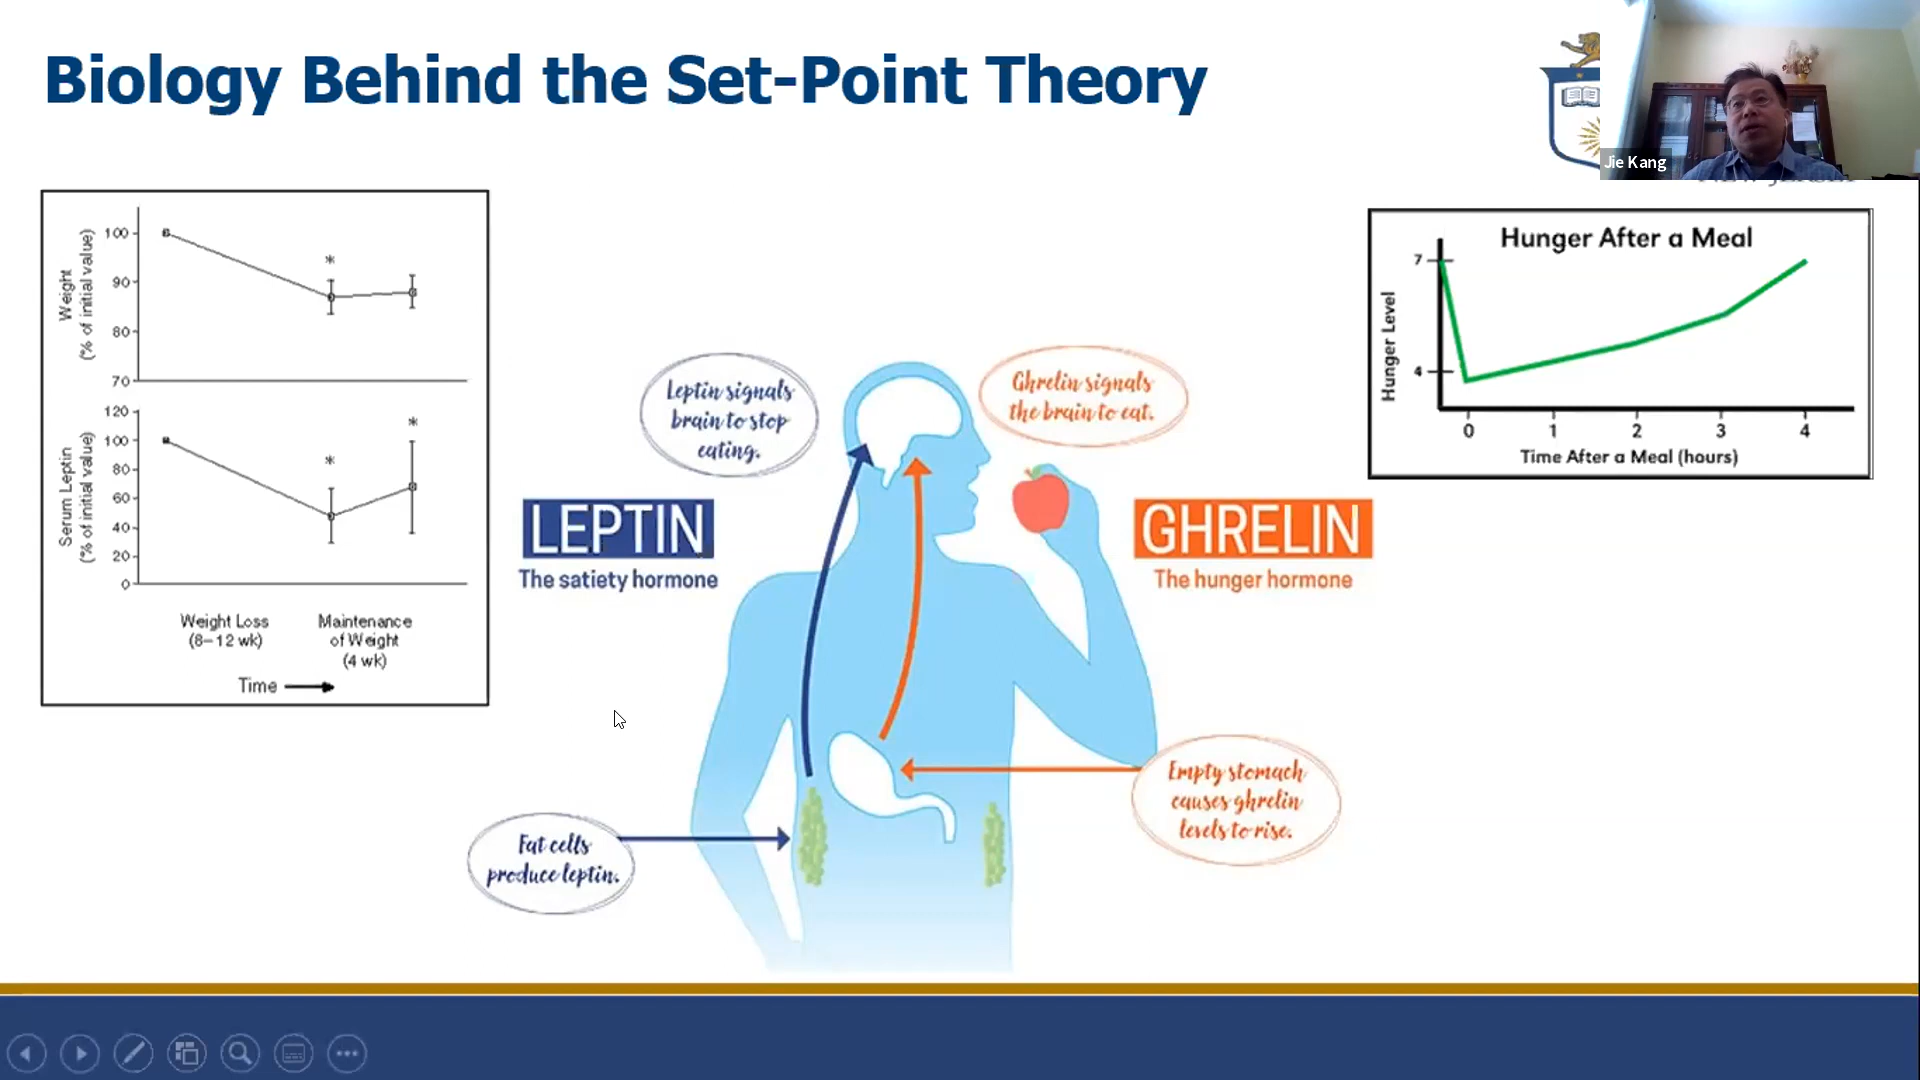 Biology Behind the Set-Point Theory
Jie Kang
Weight
(% of initial value)
100
90
80
70
Serum Leptin
(% of initial value)
120
100
80
60
40
20
0
*
*
*
Weight Loss
(8–12 wk)
Maintenance
of Weight
(4 wk)
Time
Leptin signals
brain to stop
eating.
Ghrelin signals
the brain to eat.
LEPTIN
The satiety hormone
GHRELIN
The hunger hormone
Fat cells
produce leptin.
Empty stomach
causes ghrelin
levels to rise.
Hunger After a Meal
Hunger Level
7
4
0 1 2 3 4
Time After a Meal (hours)